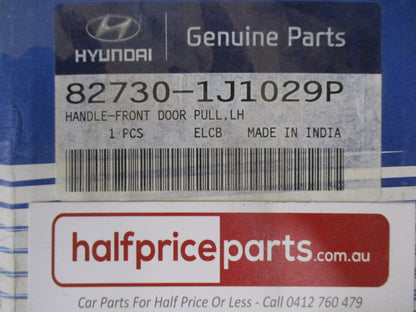 HYUNDAI
Genuine Parts
82730-1J1029P
HANDLE-FRONT DOOR PULL,LH
1 PCS ELCB MADE IN INDIA
halfpriceparts.com.au
Car Parts For Half Price Or Less - Call 0412 760 479